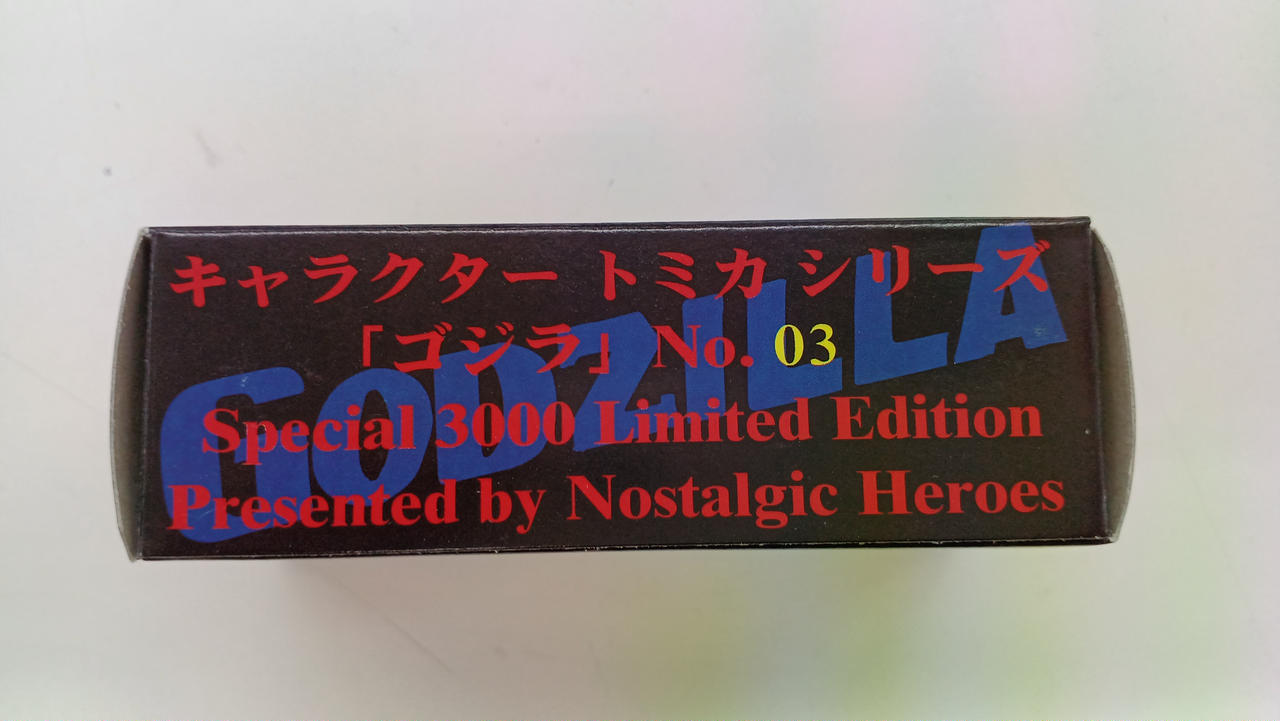 キャラクター トミカ シリーズ
「ゴジラ」 No. 03
Special 3000 Limited Edition
Presented by Nostalgic Heroes
GODZILLA